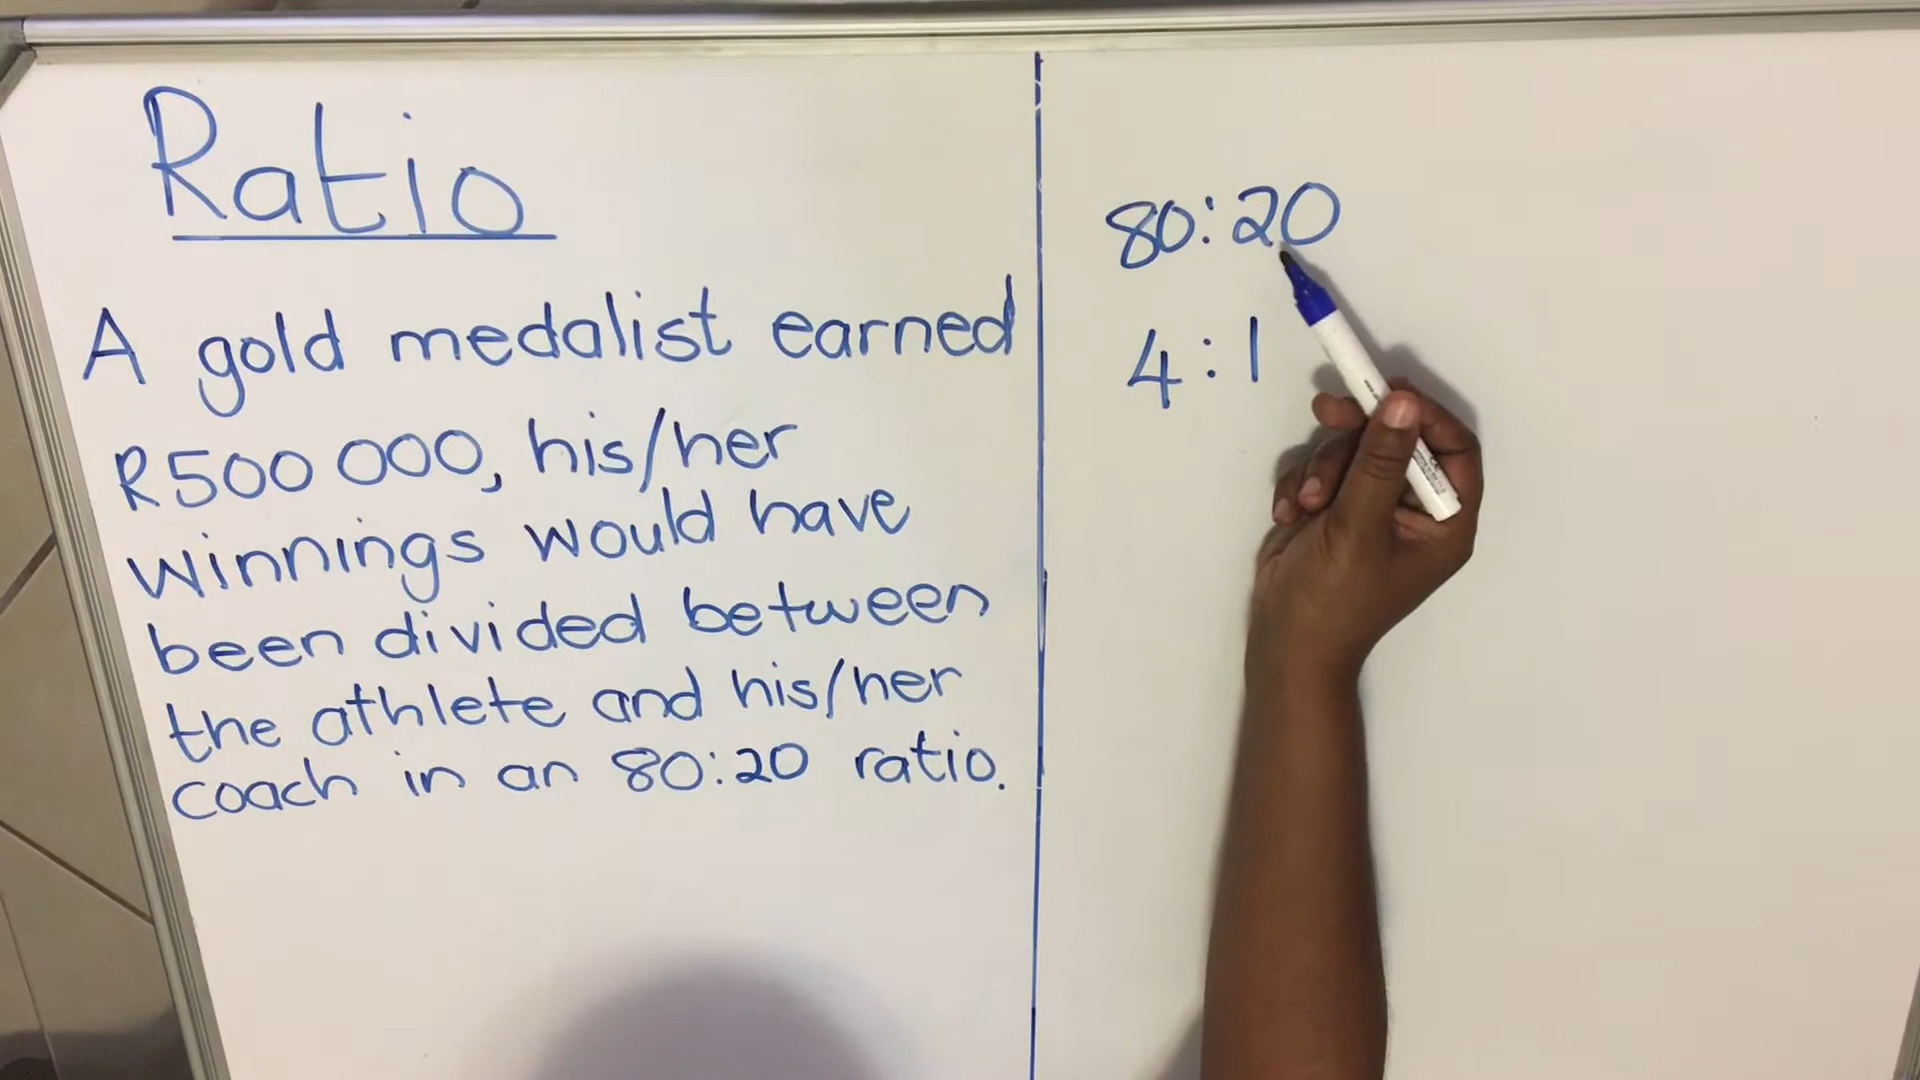 Ratio
A gold medalist earned
R500 000, his/her
winnings would have
been divided between
the athlete and his/her
coach in an 80:20 ratio.
80:20
4:1